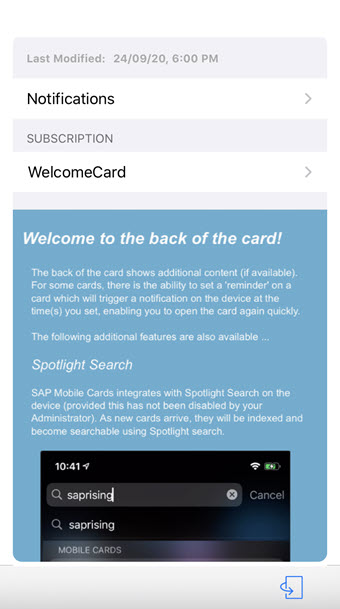 Last Modified: 24/09/20, 6:00 PM
Notifications
SUBSCRIPTION
WelcomeCard
Welcome to the back of the card!
The back of the card shows additional content (if available).
For some cards, there is the ability to set a 'reminder' on a
card which will trigger a notification on the device at the
time(s) you set, enabling you to open the card again quickly.
The following additional features are also available ...
Spotlight Search
SAP Mobile Cards integrates with Spotlight Search on the
device (provided this has not been disabled by your
Administrator). As new cards arrive, they will be indexed and
become searchable using Spotlight search.
10:41
saprising Cancel
saprising
MOBILE CARDS